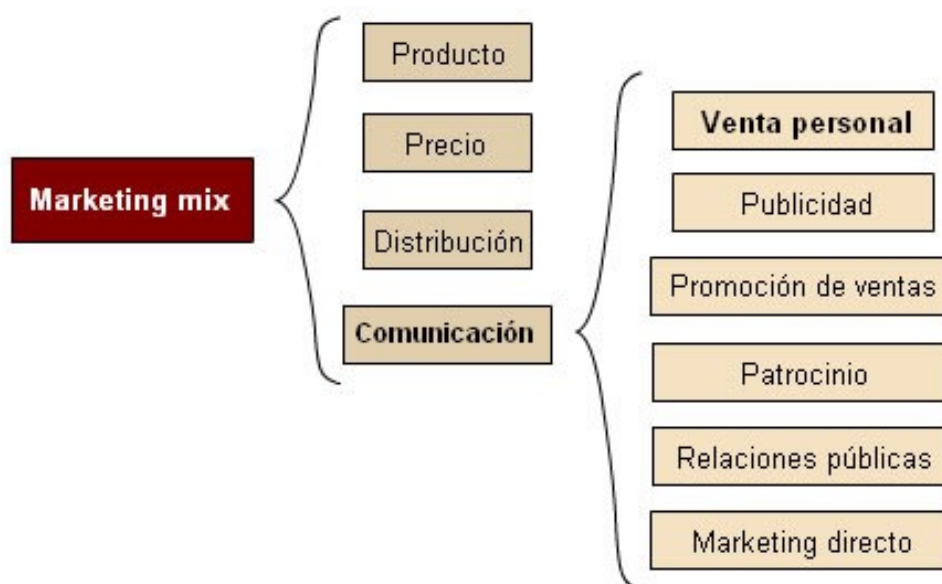 Marketing mix
Producto
Precio
Distribución
Comunicación
Venta personal
Publicidad
Promoción de ventas
Patrocinio
Relaciones públicas
Marketing directo